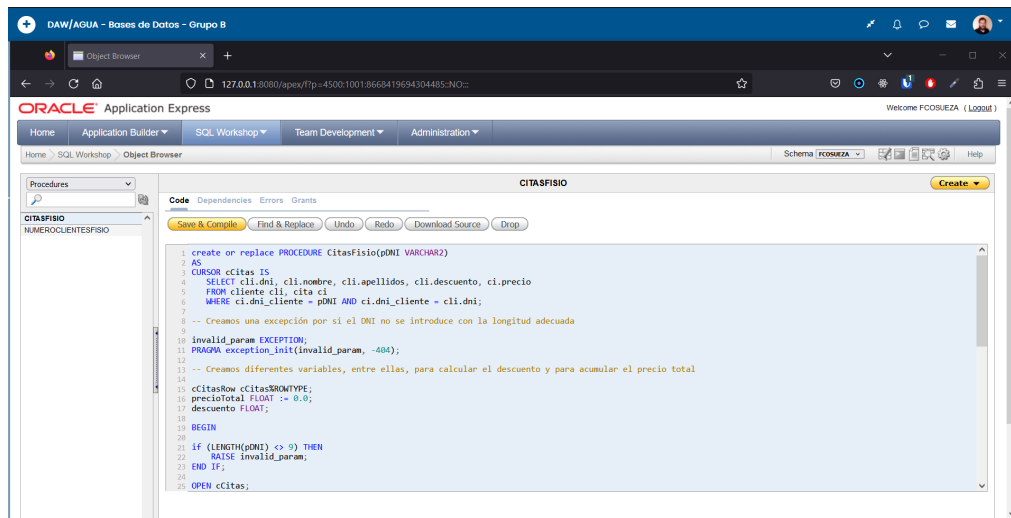 DAW/AGUA - Bases de Datos - Grupo B
Object Browser
127.0.0.1:8080/apex/f?p=4500:1001:8668419694304485::NO:::
ORACLE Application Express
Welcome FCOSUEZA ( Logout )
Home Application Builder SQL Workshop Team Development Administration
Home SQL Workshop Object Browser Schema FCOSUEZA Help
Procedures CITASFISIO Create
Code Dependencies Errors Grants
CITASFISIO
NUMEROCLIENTESFISIO
Save & Compile Find & Replace Undo Redo Download Source Drop
1 create or replace PROCEDURE CitasFisio(pDNI VARCHAR2)
2 AS
3 CURSOR cCitas IS
4 SELECT cli.dni, cli.nombre, cli.apellidos, cli.descuento, ci.precio
5 FROM cliente cli, cita ci
6 WHERE ci.dni_cliente = pDNI AND ci.dni_cliente = cli.dni;
7
8 -- Creamos una excepción por si el DNI no se introduce con la longitud adecuada
9
10 invalid_param EXCEPTION;
11 PRAGMA exception_init(invalid_param, -404);
12
13 -- Creamos diferentes variables, entre ellas, para calcular el descuento y para acumular el precio total
14
15 cCitasRow cCitas%ROWTYPE;
16 precioTotal FLOAT := 0.0;
17 descuento FLOAT;
18
19 BEGIN
20
21 if (LENGTH(pDNI) <> 9) THEN
22 RAISE invalid_param;
23 END IF;
24
25 OPEN cCitas;